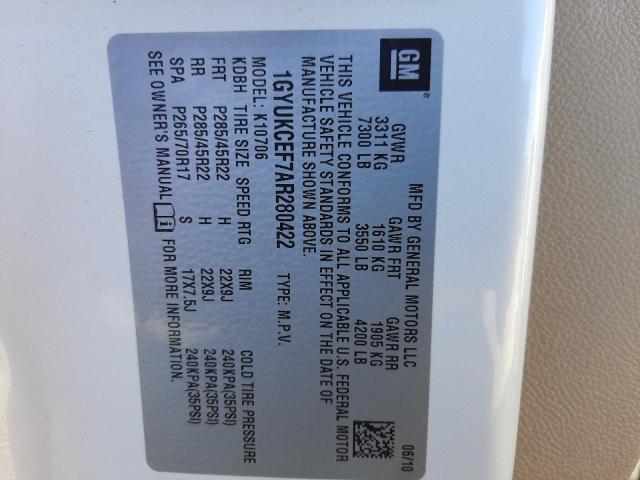 GM
MFD BY GENERAL MOTORS LLC 06/10
GVWR GAWR FRT GAWR RR
3311 KG 1610 KG 1905 KG
7300 LB 3550 LB 4200 LB
THIS VEHICLE CONFORMS TO ALL APPLICABLE U.S. FEDERAL MOTOR
VEHICLE SAFETY STANDARDS IN EFFECT ON THE DATE OF
MANUFACTURE SHOWN ABOVE.
1GYUKCEF7AR280422 TYPE: M.P.V.
MODEL: K10706
KDBH TIRE SIZE SPEED RTG RIM COLD TIRE PRESSURE
FRT P285/45R22 H 22X9J 240KPA(35PSI)
RR P285/45R22 H 22X9J 240KPA(35PSI)
SPA P265/70R17 S 17X7.5J 240KPA(35PSI)
SEE OWNER'S MANUAL FOR MORE INFORMATION.